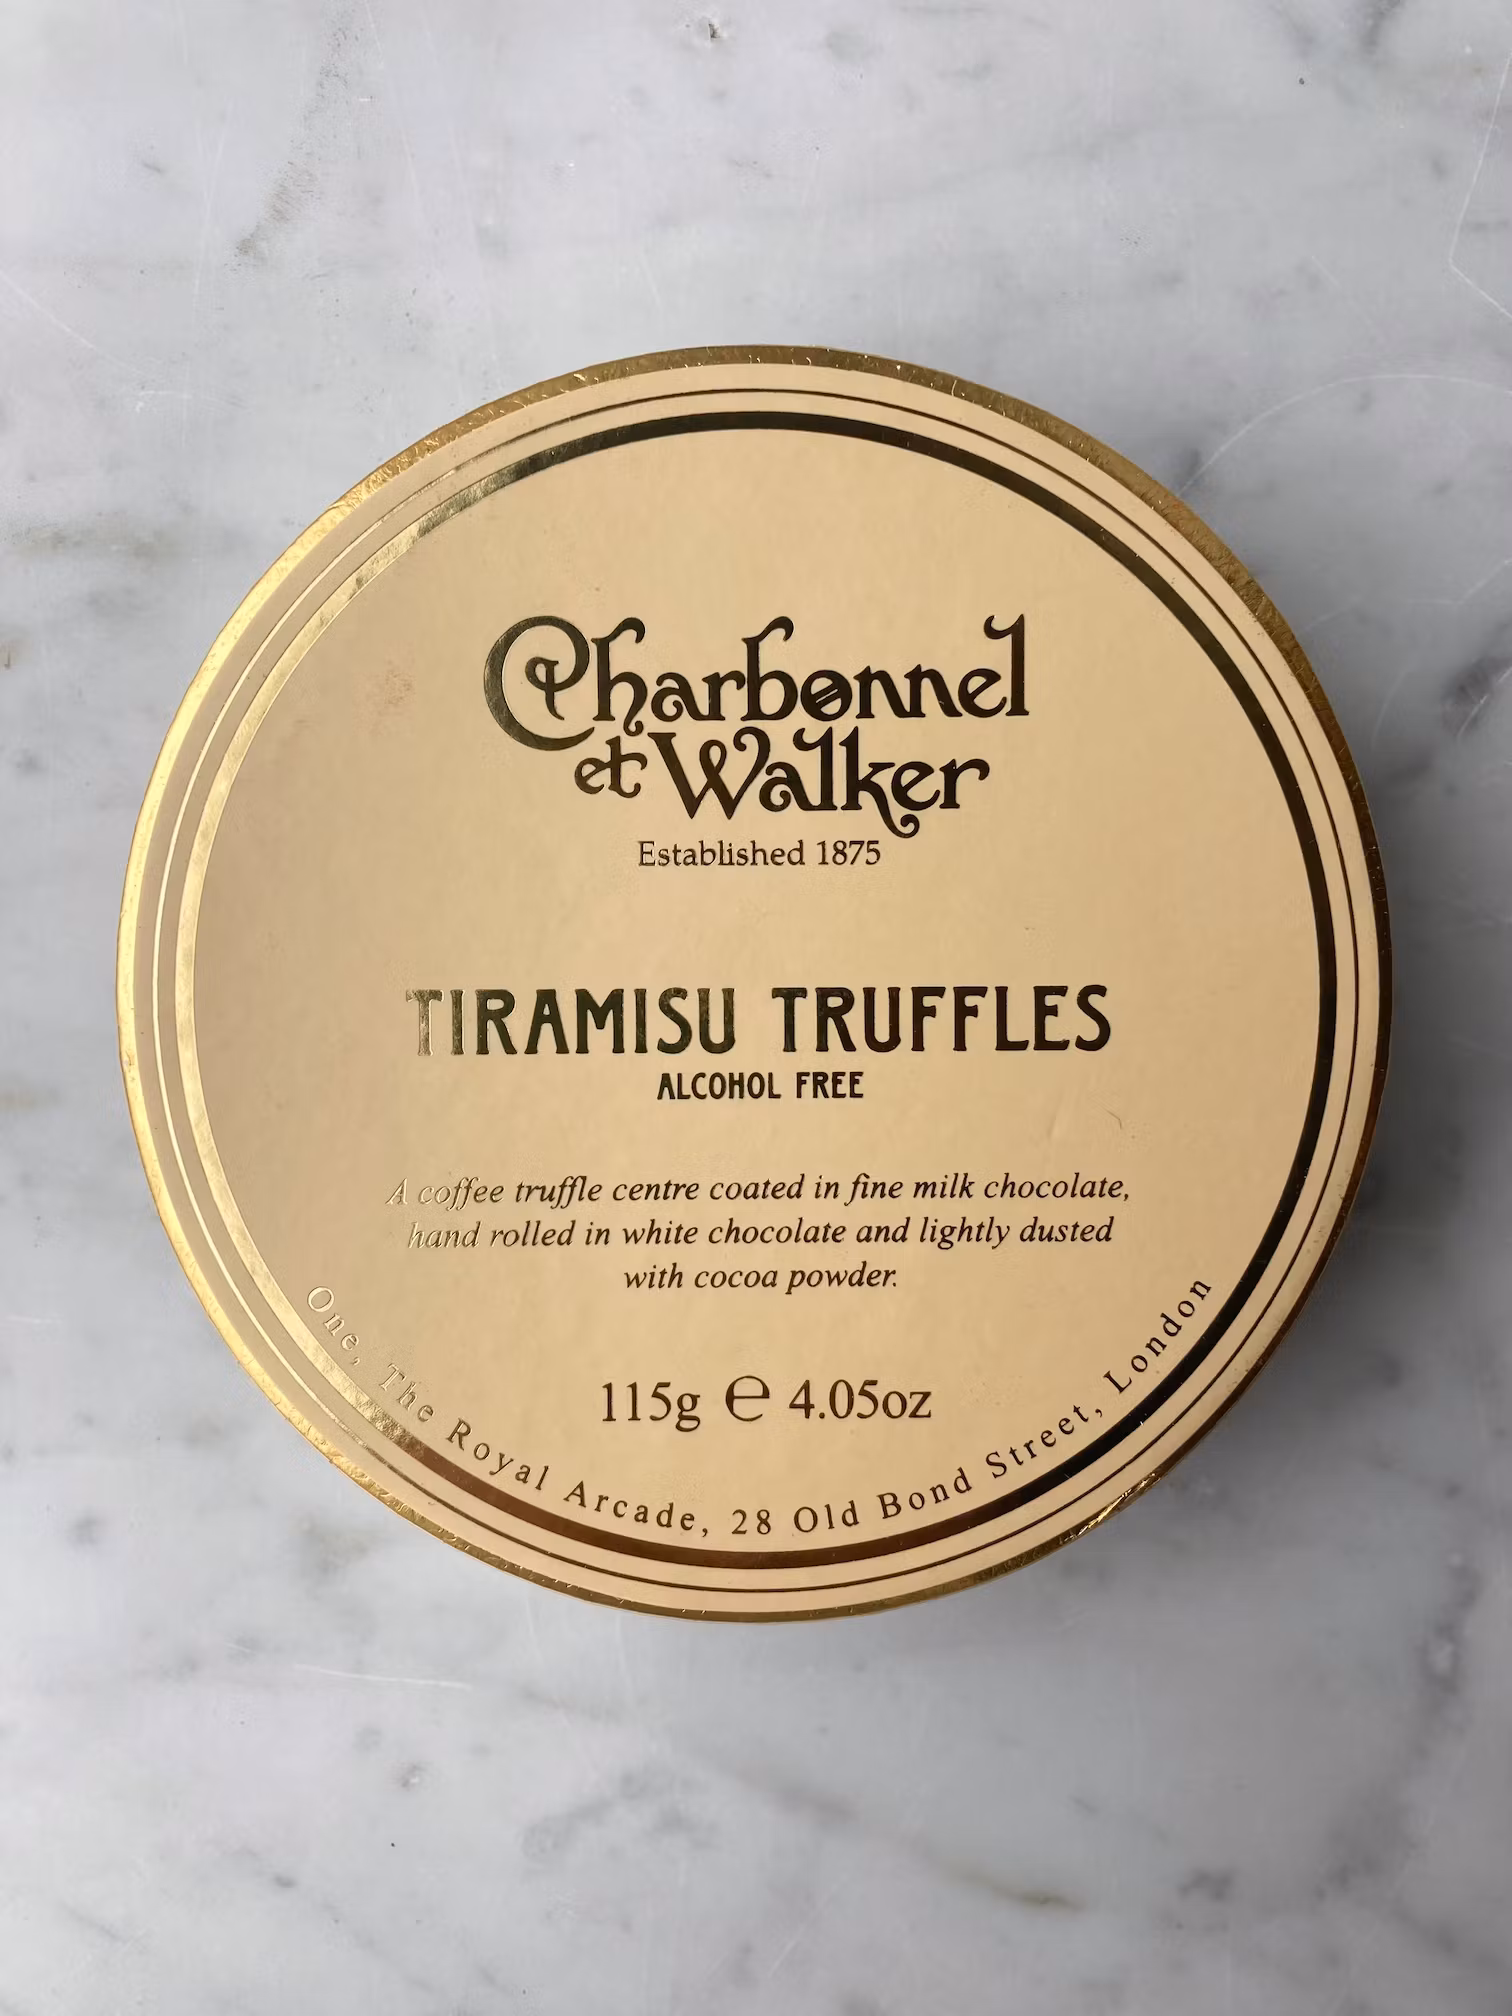 Charbonnel
et Walker
Established 1875
TIRAMISU TRUFFLES
ALCOHOL FREE
A coffee truffle centre coated in fine milk chocolate,
hand rolled in white chocolate and lightly dusted
with cocoa powder.
115g ℮ 4.05oz
One, The Royal Arcade, 28 Old Bond Street, London